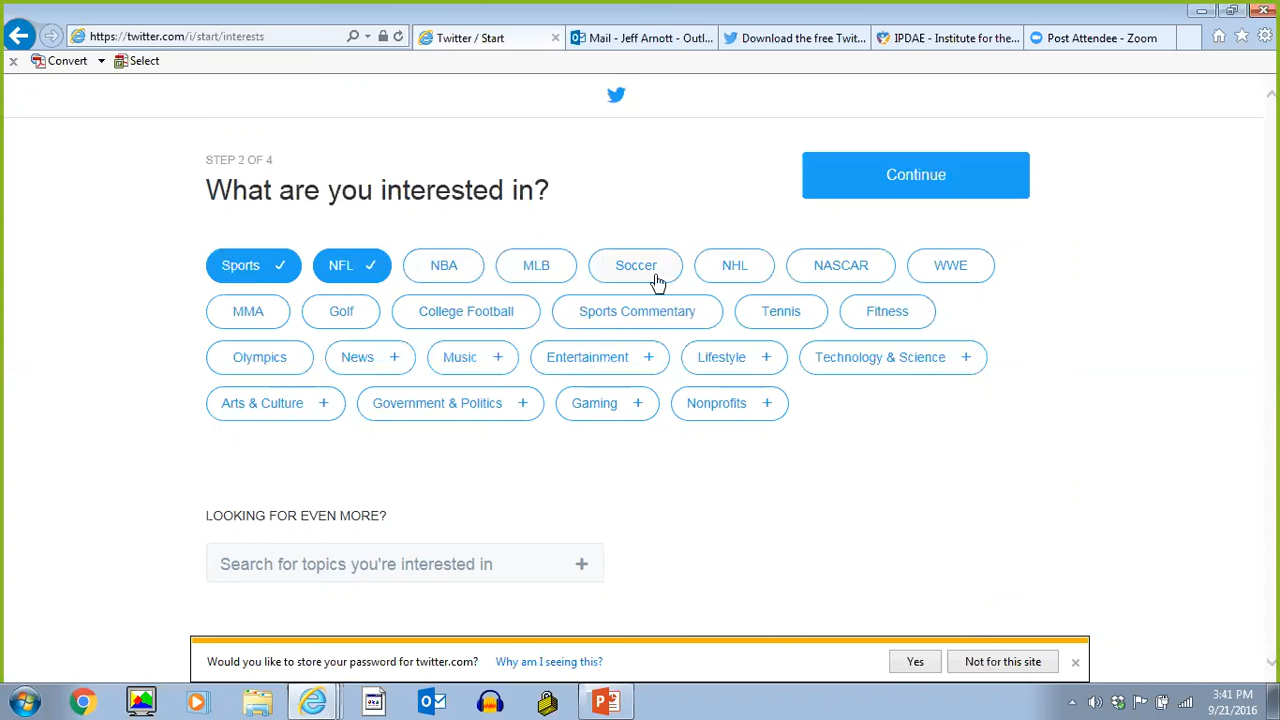 https://twitter.com/i/start/interests
Twitter / Start
Mail - Jeff Arnott - Outl...
Download the free Twit...
IPDAE - Institute for the...
Post Attendee - Zoom
Convert
Select
STEP 2 OF 4
What are you interested in?
Continue
Sports NFL NBA MLB Soccer NHL NASCAR WWE
MMA Golf College Football Sports Commentary Tennis Fitness
Olympics News + Music + Entertainment + Lifestyle + Technology & Science +
Arts & Culture + Government & Politics + Gaming + Nonprofits +
LOOKING FOR EVEN MORE?
Search for topics you're interested in +
Would you like to store your password for twitter.com? Why am I seeing this? Yes Not for this site
3:41 PM
9/21/2016